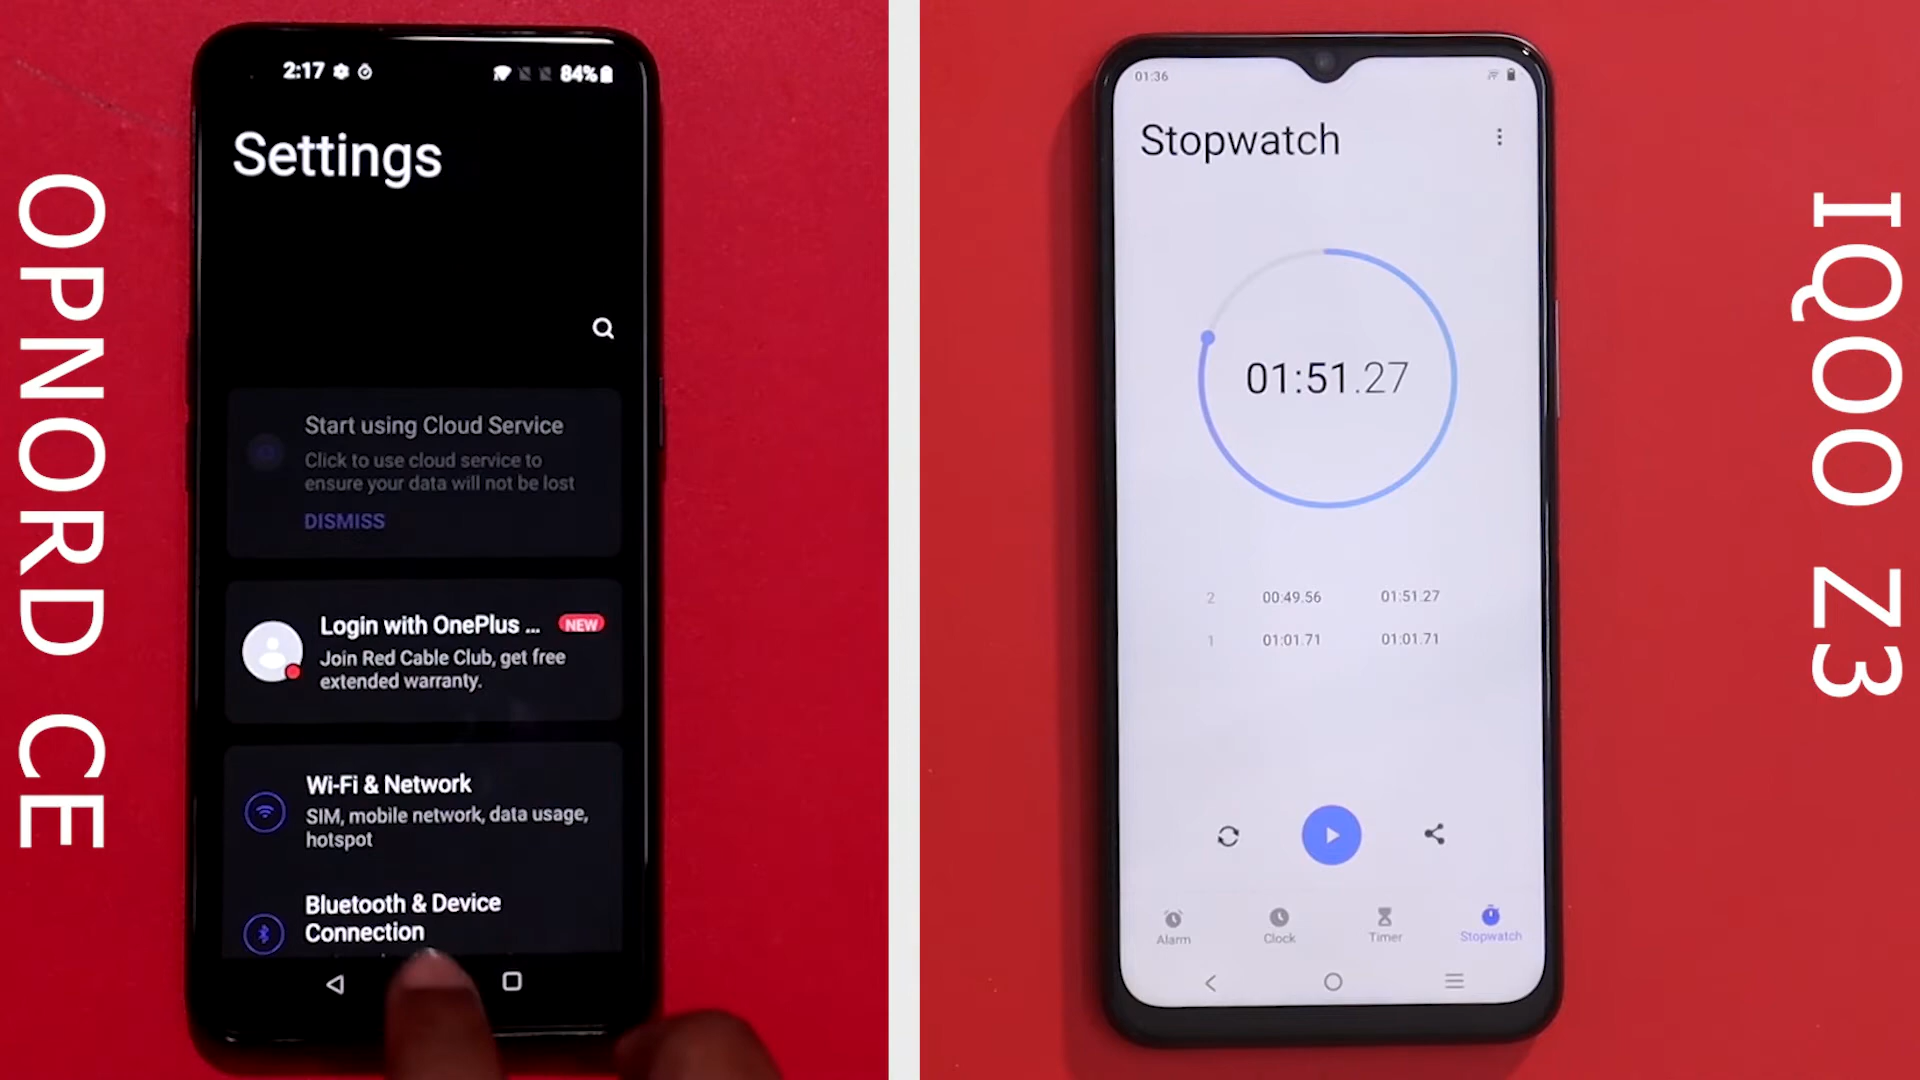 OPNORD CE
2:17
84%
Settings
Start using Cloud Service
Click to use cloud service to
ensure your data will not be lost
DISMISS
Login with OnePlus ...
NEW
Join Red Cable Club, get free
extended warranty.
Wi-Fi & Network
SIM, mobile network, data usage,
hotspot
Bluetooth & Device
Connection
01:36
Stopwatch
01:51.27
2 00:49.56 01:51.27
1 01:01.71 01:01.71
Alarm Clock Timer Stopwatch
IQOO Z3